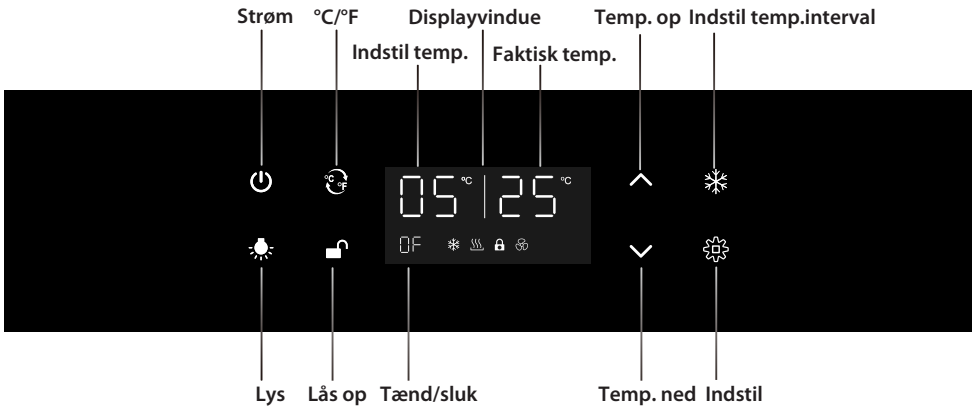 Strøm °C/°F Displayvindue Temp. op Indstil temp.interval
Indstil temp. Faktisk temp.
°C °F 05 °C 25 °C
0F
Lys Lås op Tænd/sluk Temp. ned Indstil